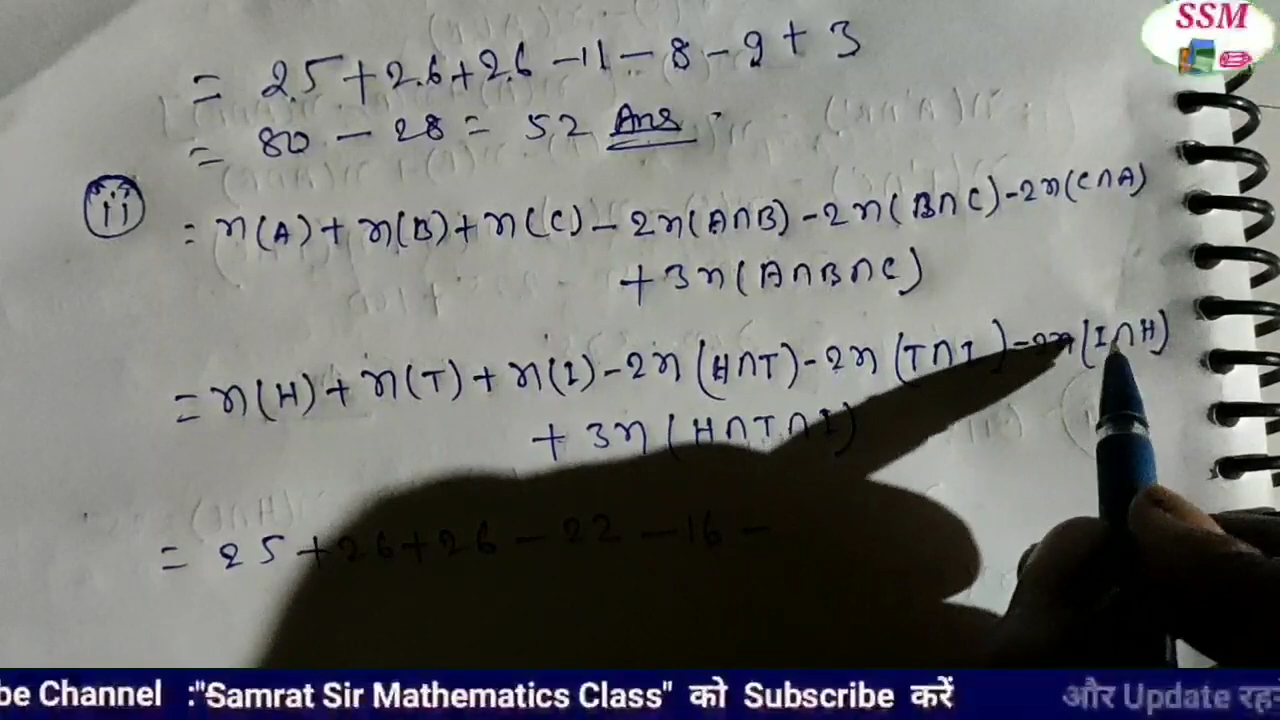 SSM
= 25 + 26 + 26 - 11 - 8 - 9 + 3
= 80 - 28 = 52 Ans
(ii)
= n(A) + n(B) + n(C) - 2n(A∩B) - 2n(B∩C) - 2n(C∩A)
+ 3n(A∩B∩C)
= n(H) + n(T) + n(I) - 2n(H∩T) - 2n(T∩I) - 2n(I∩H)
+ 3n(H∩T∩I)
= 25 + 26 + 26 - 22 - 16 -
be Channel :"Samrat Sir Mathematics Class" को Subscribe करें और Update रह